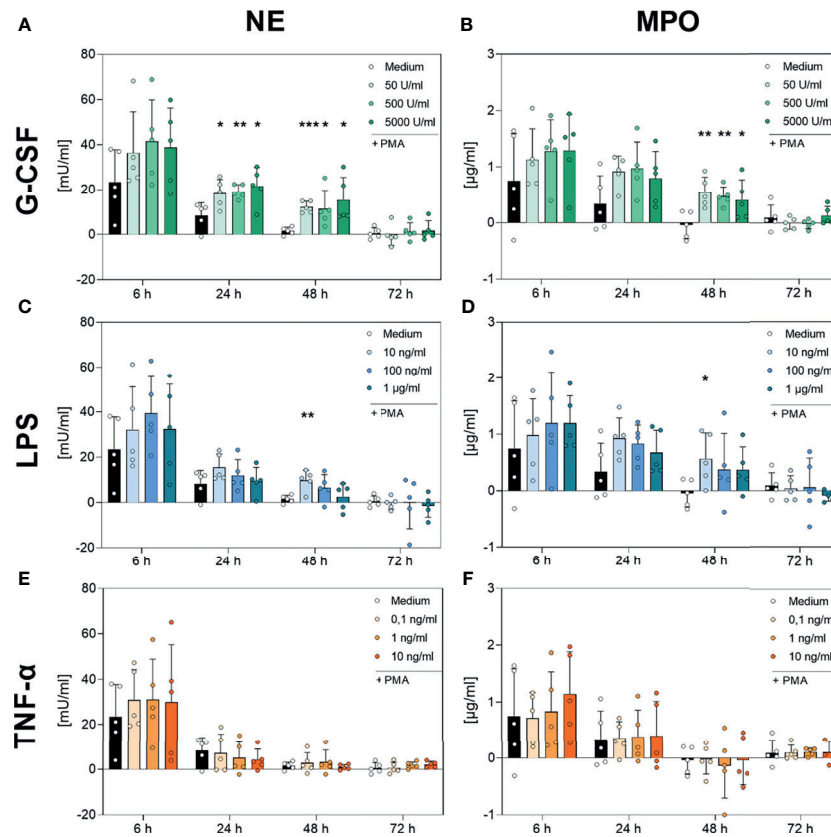 NE
MPO
A
B
G-CSF
[mU/ml]
80
60
40
20
0
-20
6 h
24 h
48 h
72 h
*
**
*
***
*
*
Medium
50 U/ml
500 U/ml
5000 U/ml
+ PMA
[µg/ml]
3
2
1
0
-1
6 h
24 h
48 h
72 h
**
**
*
Medium
50 U/ml
500 U/ml
5000 U/ml
+ PMA
C
D
LPS
[mU/ml]
80
60
40
20
0
-20
6 h
24 h
48 h
72 h
**
Medium
10 ng/ml
100 ng/ml
1 µg/ml
+ PMA
[µg/ml]
3
2
1
0
-1
6 h
24 h
48 h
72 h
*
Medium
10 ng/ml
100 ng/ml
1 µg/ml
+ PMA
E
F
TNF-α
[mU/ml]
80
60
40
20
0
-20
6 h
24 h
48 h
72 h
Medium
0,1 ng/ml
1 ng/ml
10 ng/ml
+ PMA
[µg/ml]
3
2
1
0
-1
6 h
24 h
48 h
72 h
Medium
0,1 ng/ml
1 ng/ml
10 ng/ml
+ PMA